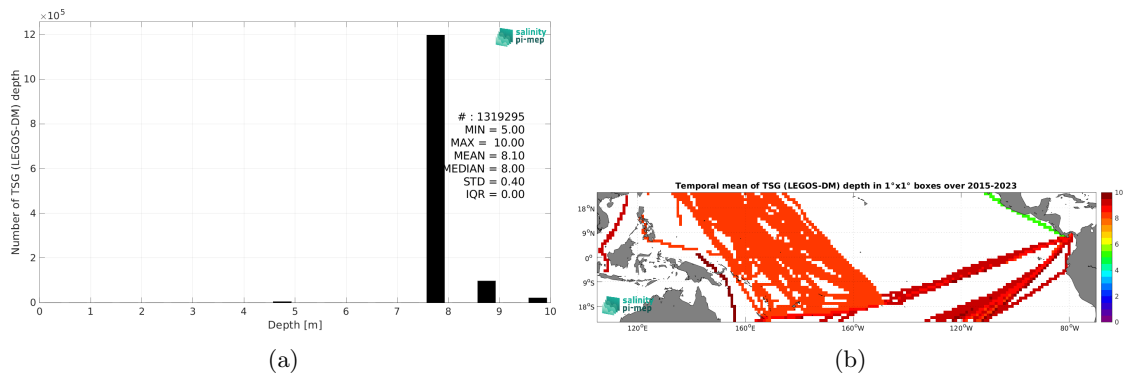 ×10⁵
12
10
8
6
4
2
0
Number of TSG (LEGOS-DM) depth
salinity
pi-mep
# : 1319295
MIN = 5.00
MAX = 10.00
MEAN = 8.10
MEDIAN = 8.00
STD = 0.40
IQR = 0.00
0 1 2 3 4 5 6 7 8 9 10
Depth [m]
(a)
Temporal mean of TSG (LEGOS-DM) depth in 1°x1° boxes over 2015-2023
18°N
9°N
0°
9°S
18°S
salinity
pi-mep
120°E 160°E 160°W 120°W 80°W
10
8
6
4
2
0
(b)